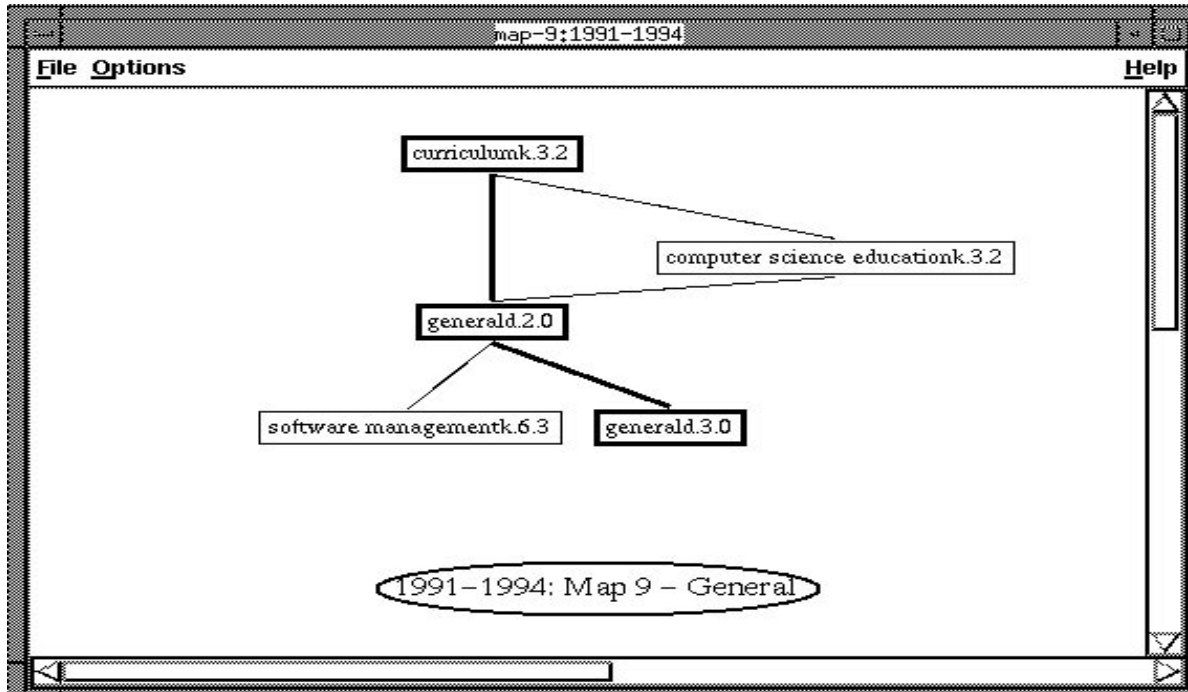 map-9:1991-1994
File Options Help
curriculumk.3.2
computer science educationk.3.2
generald.2.0
software managementk.6.3 generald.3.0
1991-1994: Map 9 - General